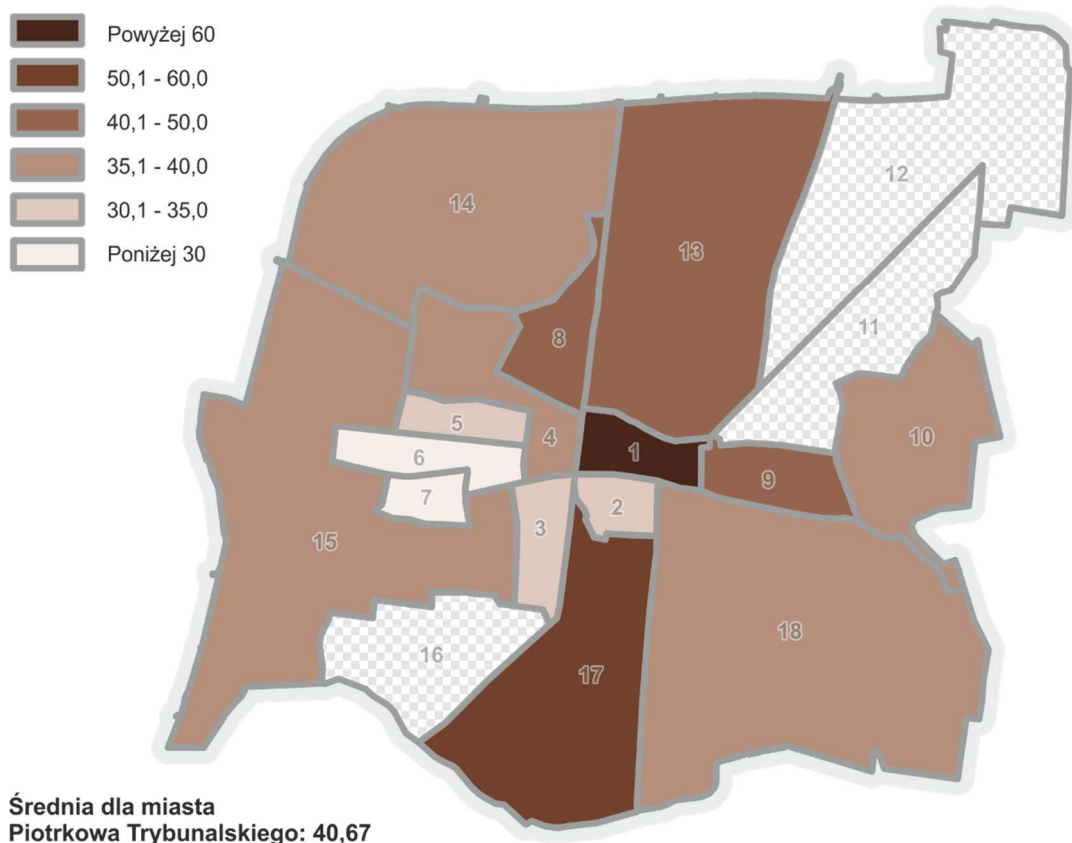 Powyżej 60
50,1 - 60,0
40,1 - 50,0
35,1 - 40,0
30,1 - 35,0
Poniżej 30
12
14
13
11
8
5
4
1
10
6
9
7
2
3
15
18
16
17
Średnia dla miasta
Piotrkowa Trybunalskiego: 40,67